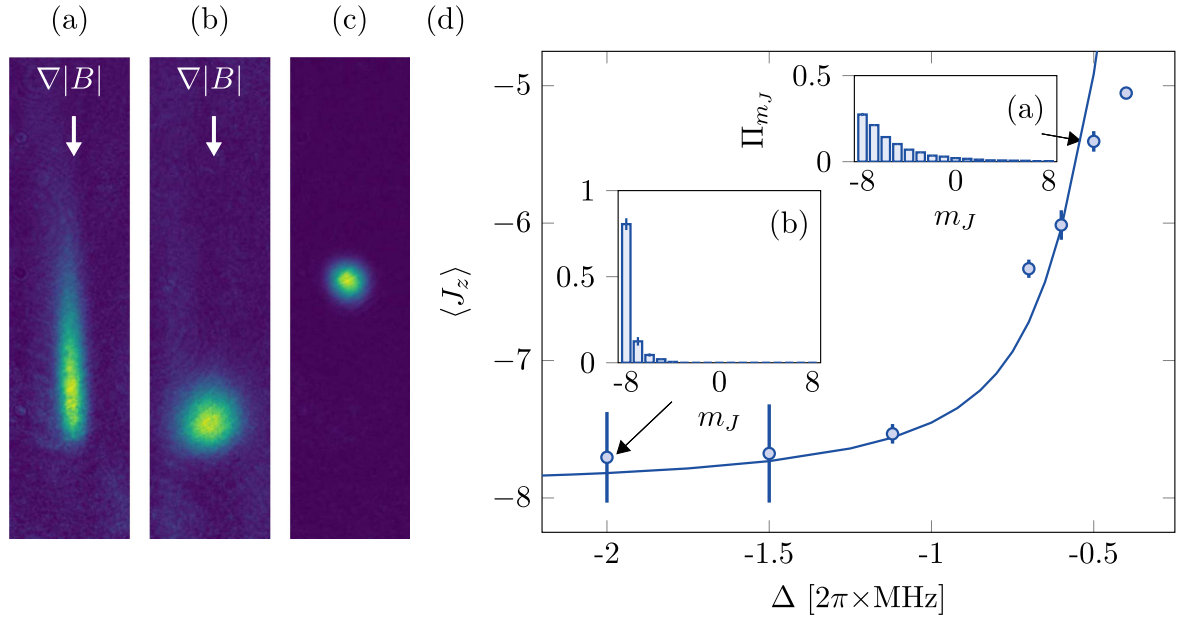 (a) (b) (c) (d)
∇|B| ∇|B|
−5
−6
−7
−8
⟨J_z⟩
-2 -1.5 -1 -0.5
Δ [2π×MHz]
0.5
0
Π_{m_J}
(a)
-8 0 8
m_J
1
0.5
0
(b)
-8 0 8
m_J